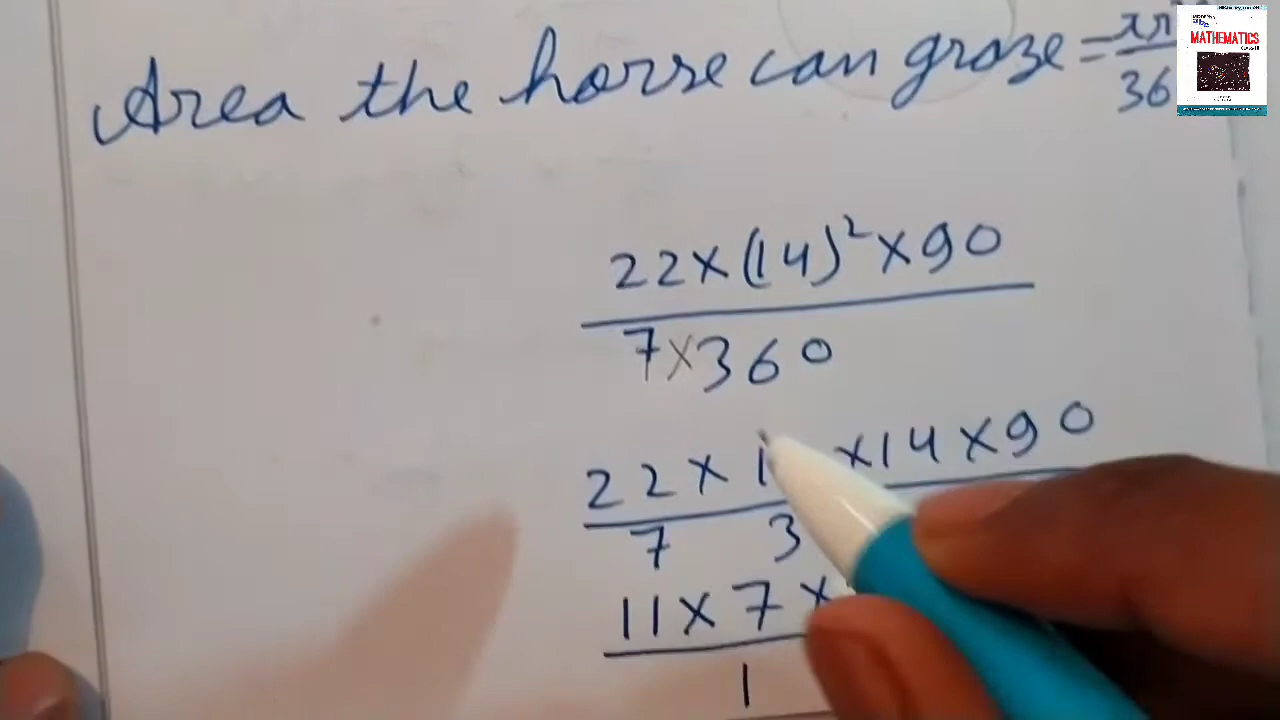 Area the horse can graze = πr
36
MATHEMATICS
22×(14)²×90
7×360
22× 1 ×14×90
7 3
11×7×
1